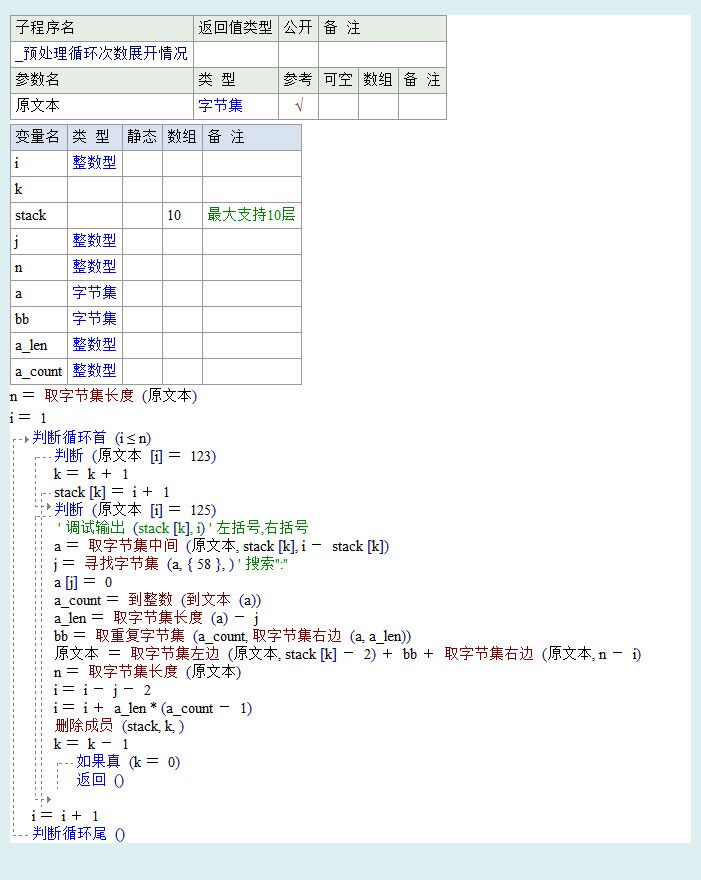 子程序名 返回值类型 公开 备 注
_预处理循环次数展开情况
参数名 类 型 参考 可空 数组 备 注
原文本 字节集 √
变量名 类 型 静态 数组 备 注
i 整数型
k
stack 10 最大支持10层
j 整数型
n 整数型
a 字节集
bb 字节集
a_len 整数型
a_count 整数型
n = 取字节集长度 (原文本)
i = 1
判断循环首 (i ≤ n)
判断 (原文本 [i] = 123)
k = k + 1
stack [k] = i + 1
判断 (原文本 [i] = 125)
' 调试输出 (stack [k], i) ' 左括号,右括号
a = 取字节集中间 (原文本, stack [k], i - stack [k])
j = 寻找字节集 (a, { 58 }, ) ' 搜索":"
a [j] = 0
a_count = 到整数 (到文本 (a))
a_len = 取字节集长度 (a) - j
bb = 取重复字节集 (a_count, 取字节集右边 (a, a_len))
原文本 = 取字节集左边 (原文本, stack [k] - 2) + bb + 取字节集右边 (原文本, n - i)
n = 取字节集长度 (原文本)
i = i - j - 2
i = i + a_len * (a_count - 1)
删除成员 (stack, k, )
k = k - 1
如果真 (k = 0)
返回 ()
i = i + 1
判断循环尾 ()